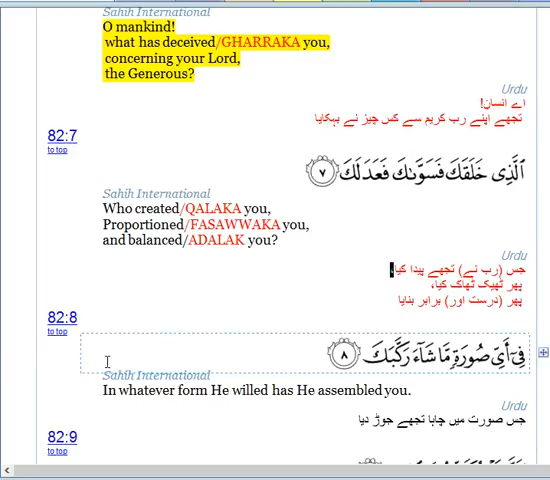 Sahih International
O mankind!
what has deceived/GHARRAKA you,
concerning your Lord,
the Generous?
Urdu
اے انسان!
تجھے اپنے رب کریم سے کس چیز نے بہکایا
82:7
to top
ٱلَّذِى خَلَقَكَ فَسَوَّىٰكَ فَعَدَلَكَ ٧
Sahih International
Who created/QALAKA you,
Proportioned/FASAWWAKA you,
and balanced/ADALAK you?
Urdu
جس (رب نے) تجھے پیدا کیا،
پھر ٹھیک ٹھاک کیا،
پھر (درست اور) برابر بنایا
82:8
to top
فِىٓ أَىِّ صُورَةٍ مَّا شَآءَ رَكَّبَكَ ٨
Sahih International
In whatever form He willed has He assembled you.
Urdu
جس صورت میں چاہا تجھے جوڑ دیا
82:9
to top